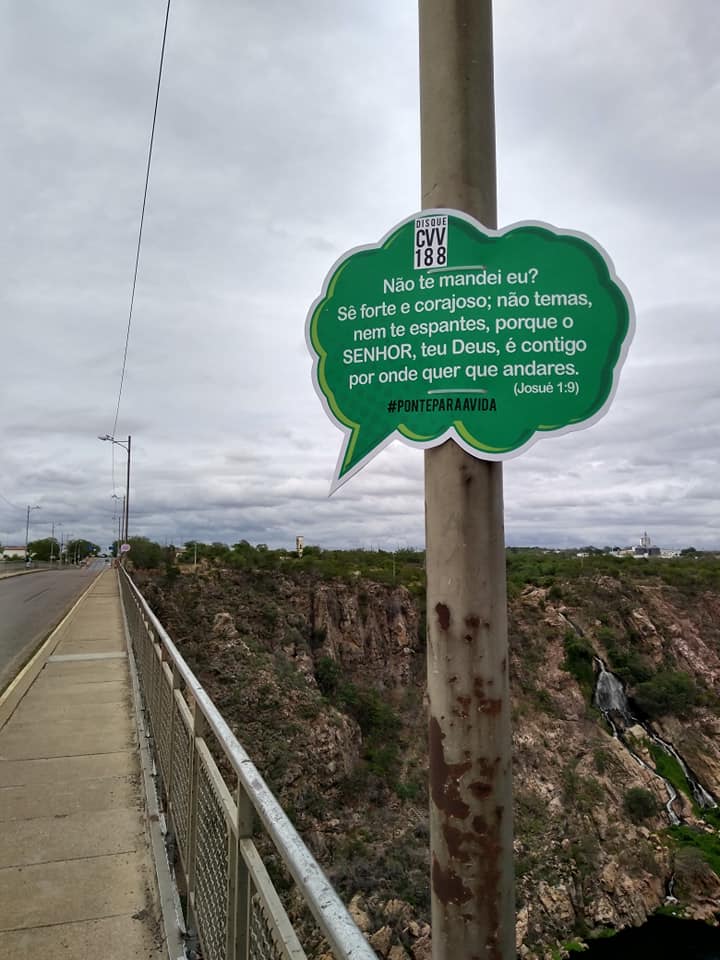 DISQUE
CVV
188
Não te mandei eu?
Sê forte e corajoso; não temas,
nem te espantes, porque o
SENHOR, teu Deus, é contigo
por onde quer que andares.
(Josué 1:9)
#PONTEPARAAVIDA